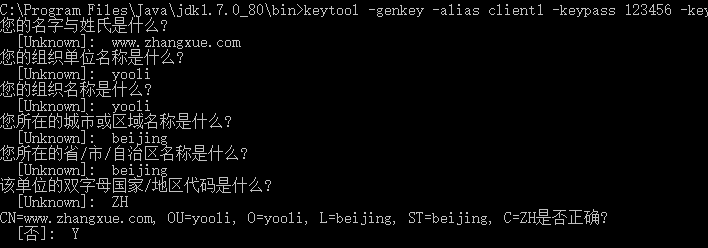 C:\Program Files\Java\jdk1.7.0_80\bin>keytool -genkey -alias client1 -keypass 123456 -key
您的名字与姓氏是什么?
[Unknown]: www.zhangxue.com
您的组织单位名称是什么?
[Unknown]: yooli
您的组织名称是什么?
[Unknown]: yooli
您所在的城市或区域名称是什么?
[Unknown]: beijing
您所在的省/市/自治区名称是什么?
[Unknown]: beijing
该单位的双字母国家/地区代码是什么?
[Unknown]: ZH
CN=www.zhangxue.com, OU=yooli, O=yooli, L=beijing, ST=beijing, C=ZH是否正确?
[否]: Y